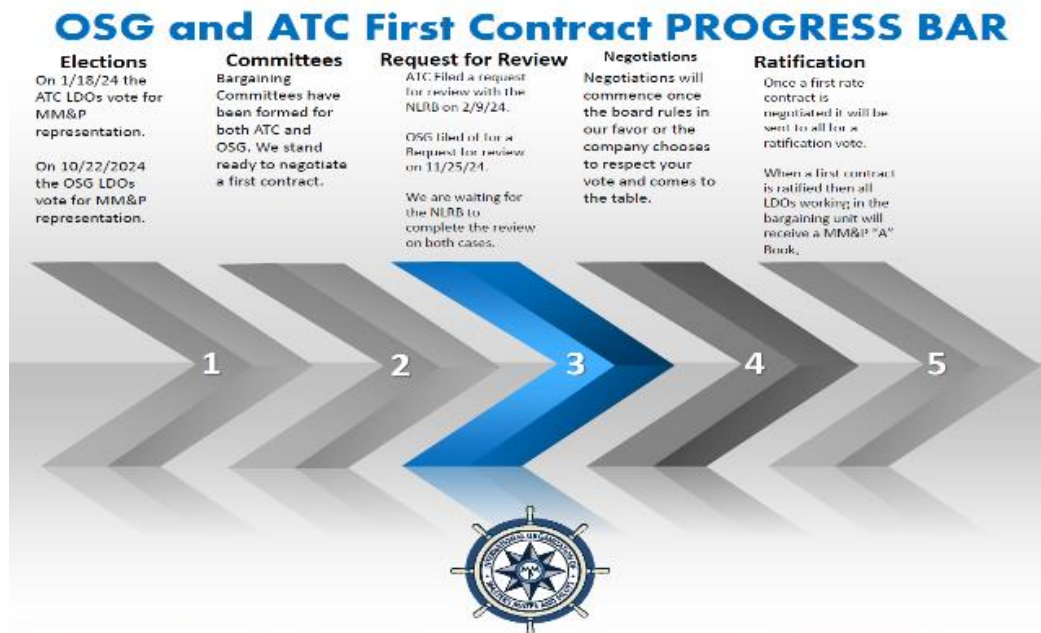 OSG and ATC First Contract PROGRESS BAR
Elections
On 1/18/24 the
ATC LDOs vote for
MM&P
representation.
On 10/22/2024
the OSG LDOs
vote for MM&P
representation.
Committees
Bargaining
Committees have
been formed for
both ATC and
OSG. We stand
ready to negotiate
a first contract.
Request for Review
ATC Filed a request
for review with the
NLRB on 2/9/24.
OSG filed of for a
Request for review
on 11/25/24.
We are waiting for
the NLRB to
complete the review
on both cases.
Negotiations
Negotiations will
commence once
the board rules in
our favor or the
company chooses
to respect your
vote and comes to
the table.
Ratification
Once a first rate
contract is
negotiated it will be
sent to all for a
ratification vote.
When a first contract
is ratified then all
LDOs working in the
bargaining unit will
receive a MM&P "A"
Book,
1
2
3
4
5
INTERNATIONAL ORGANIZATION OF
MASTERS, MATES AND PILOTS